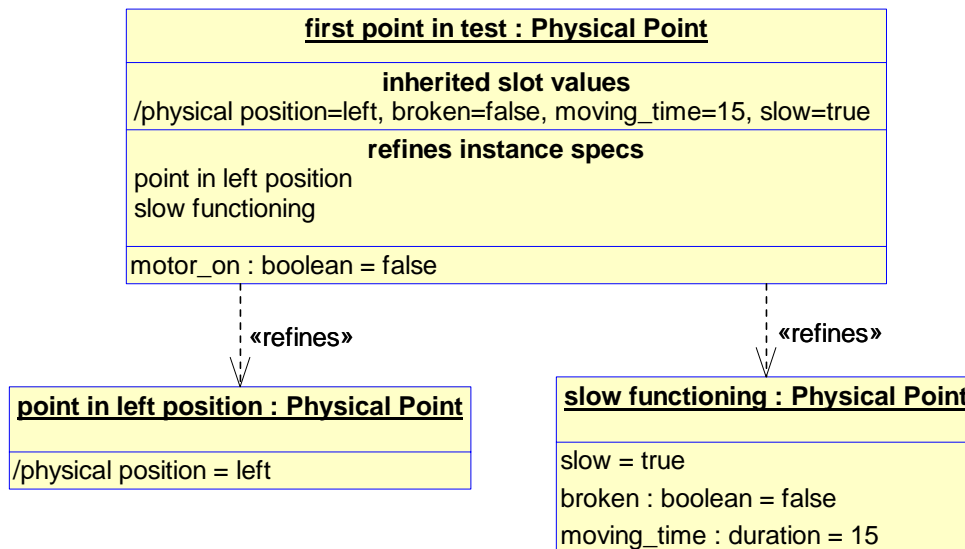 first point in test : Physical Point
inherited slot values
/physical position=left, broken=false, moving_time=15, slow=true
refines instance specs
point in left position
slow functioning
motor_on : boolean = false
«refines»
«refines»
point in left position : Physical Point
/physical position = left
slow functioning : Physical Point
slow = true
broken : boolean = false
moving_time : duration = 15